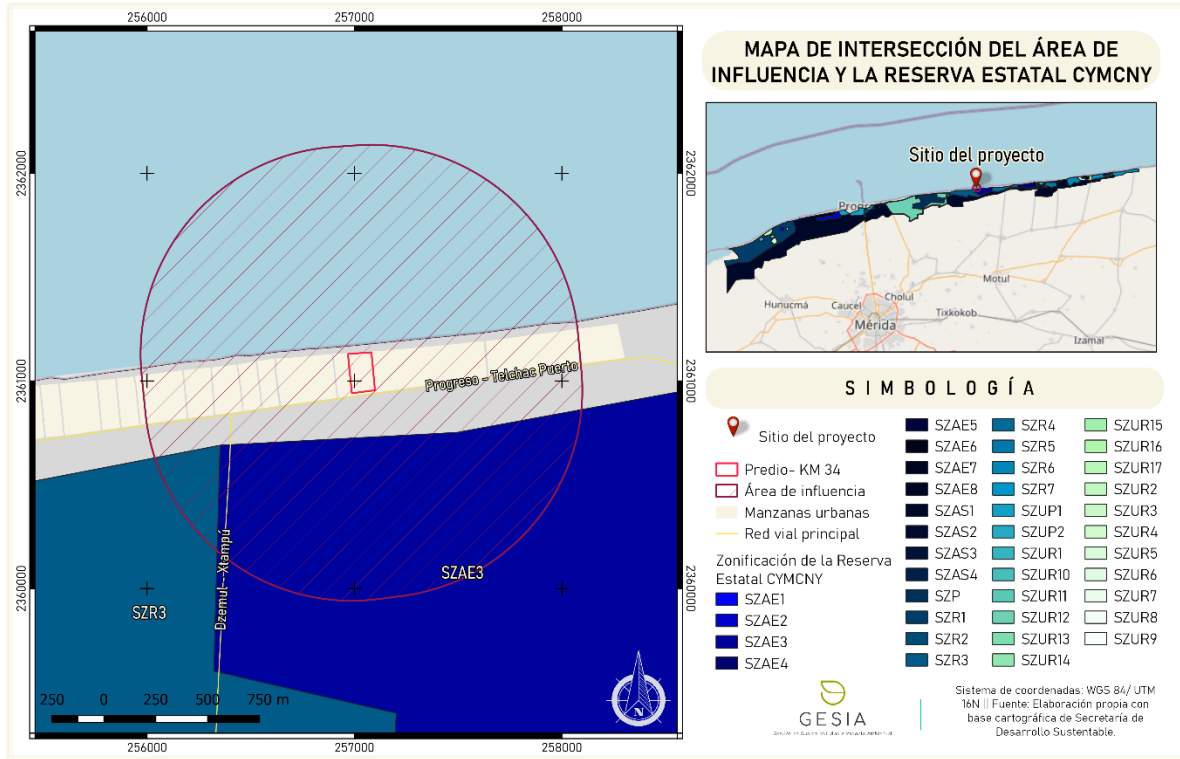 256000
257000
258000
2362000
2361000
2360000
2362000
2361000
2360000
Progreso - Telchac Puerto
Dzemul--Xtampú
SZAE3
SZR3
250 0 250 500 750 m
N
256000
257000
258000
MAPA DE INTERSECCIÓN DEL ÁREA DE
INFLUENCIA Y LA RESERVA ESTATAL CYMCNY
Sitio del proyecto
Progr
Motul
Hunucmá
Caucel
Cholul
Tixkokob
Mérida
Izamal
SIMBOLOGÍA
Sitio del proyecto
Predio- KM 34
Área de influencia
Manzanas urbanas
Red vial principal
Zonificación de la Reserva
Estatal CYMCNY
SZAE1
SZAE2
SZAE3
SZAE4
SZAE5
SZAE6
SZAE7
SZAE8
SZAS1
SZAS2
SZAS3
SZAS4
SZP
SZR1
SZR2
SZR3
SZR4
SZR5
SZR6
SZR7
SZUP1
SZUP2
SZUR1
SZUR10
SZUR11
SZUR12
SZUR13
SZUR14
SZUR15
SZUR16
SZUR17
SZUR2
SZUR3
SZUR4
SZUR5
SZUR6
SZUR7
SZUR8
SZUR9
GESIA
Sistema de coordenadas: WGS 84/ UTM
16N || Fuente: Elaboración propia con
base cartográfica de Secretaría de
Desarrollo Sustentable.